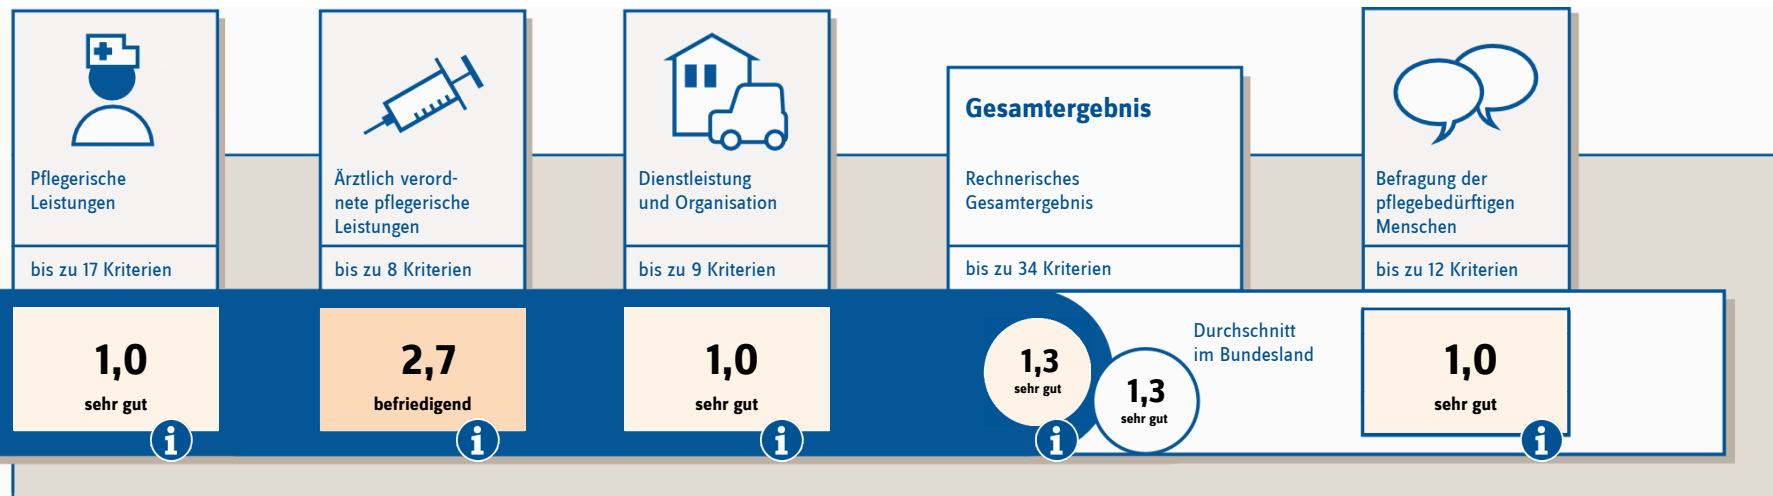 Pflegerische
Leistungen
bis zu 17 Kriterien
1,0
sehr gut
i
Ärztlich verord-
nete pflegerische
Leistungen
bis zu 8 Kriterien
2,7
befriedigend
i
Dienstleistung
und Organisation
bis zu 9 Kriterien
1,0
sehr gut
i
Gesamtergebnis
Rechnerisches
Gesamtergebnis
bis zu 34 Kriterien
1,3
sehr gut
i
Durchschnitt
im Bundesland
1,3
sehr gut
Befragung der
pflegebedürftigen
Menschen
bis zu 12 Kriterien
1,0
sehr gut
i